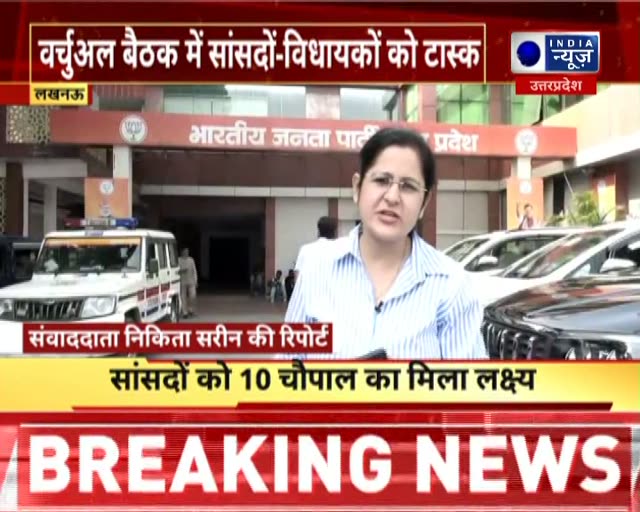 वर्चुअल बैठक में सांसदों-विधायकों को टास्क
INDIA
न्यूज़
उत्तरप्रदेश
लखनऊ
भारतीय जनता पार्टी प्रदेश
संवाददाता निकिता सरीन की रिपोर्ट
सांसदों को 10 चौपाल का मिला लक्ष्य
BREAKING NEWS